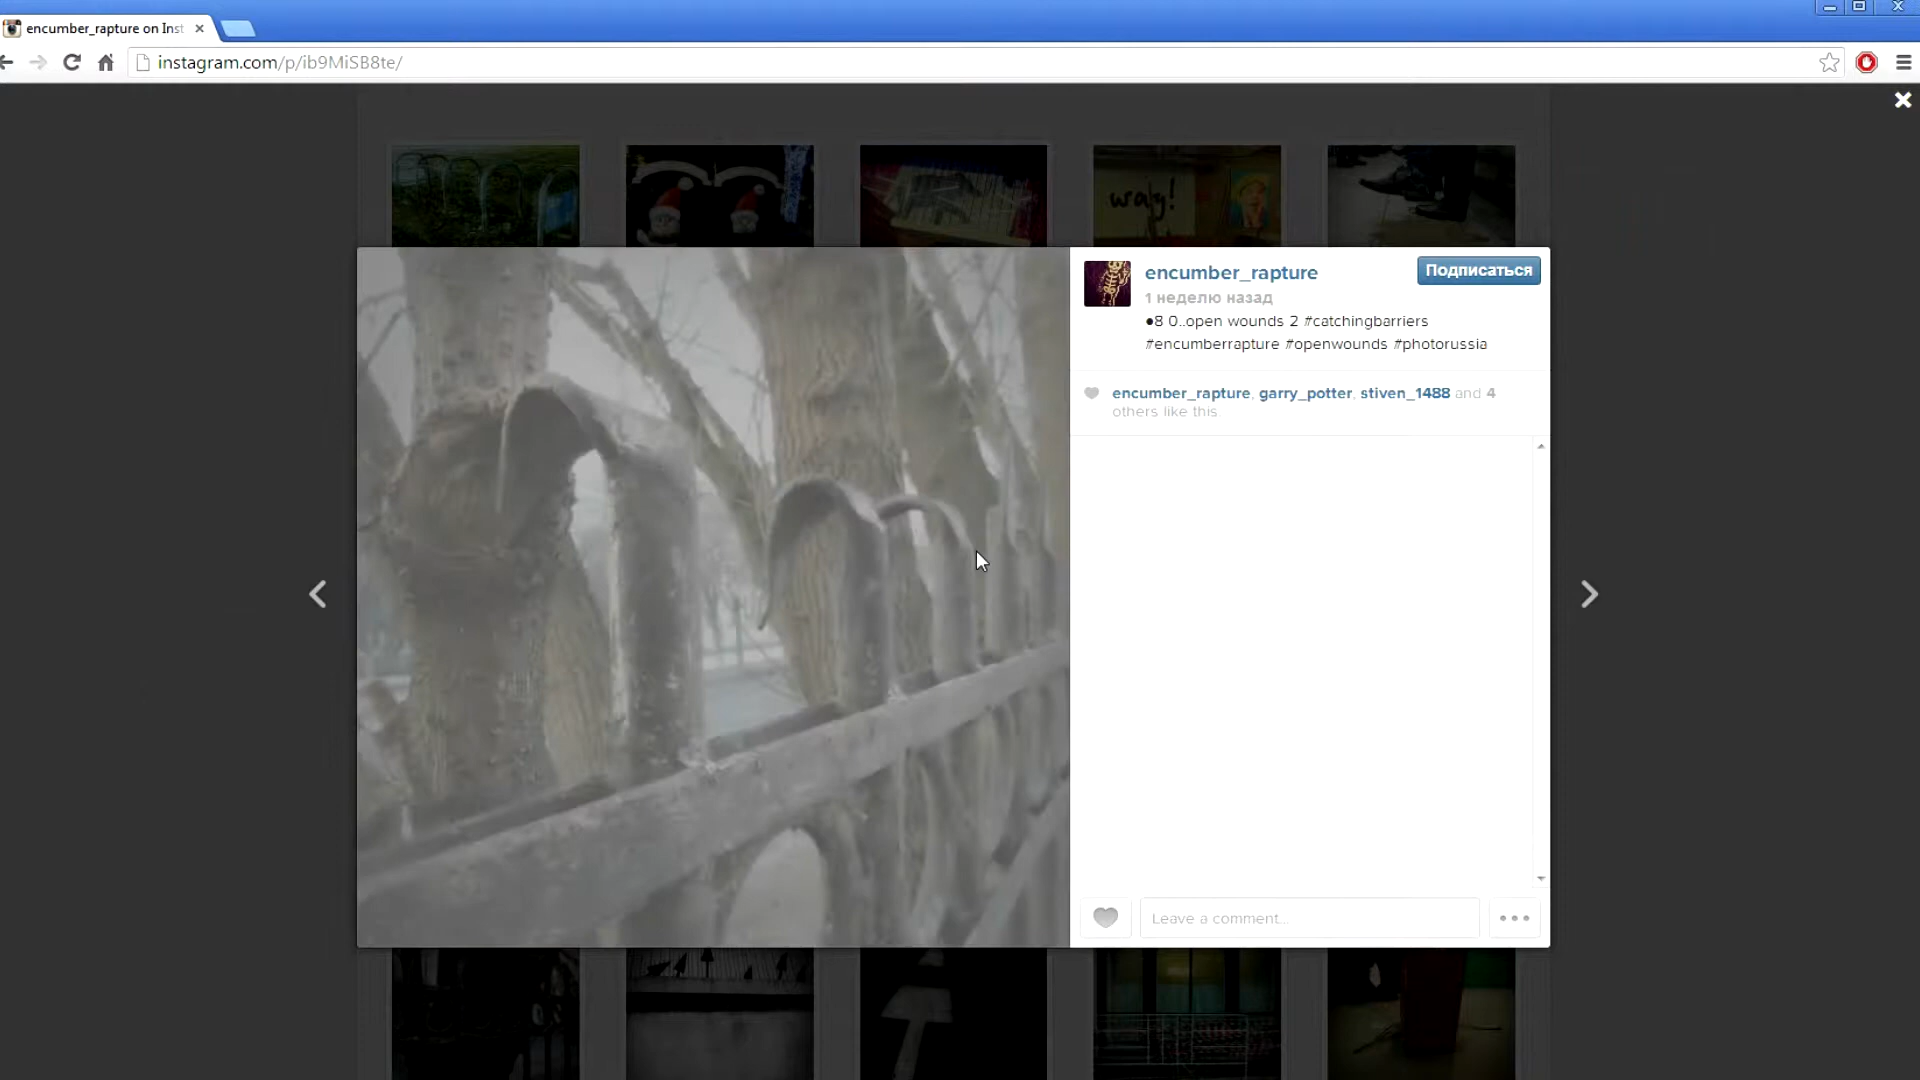 encumber_rapture on Inst
instagram.com/p/ib9MiSB8te/
way!
encumber_rapture
Подписаться
1 неделю назад
●8 0..open wounds 2 #catchingbarriers
#encumberrapture #openwounds #photorussia
encumber_rapture, garry_potter, stiven_1488 and 4
others like this.
Leave a comment...